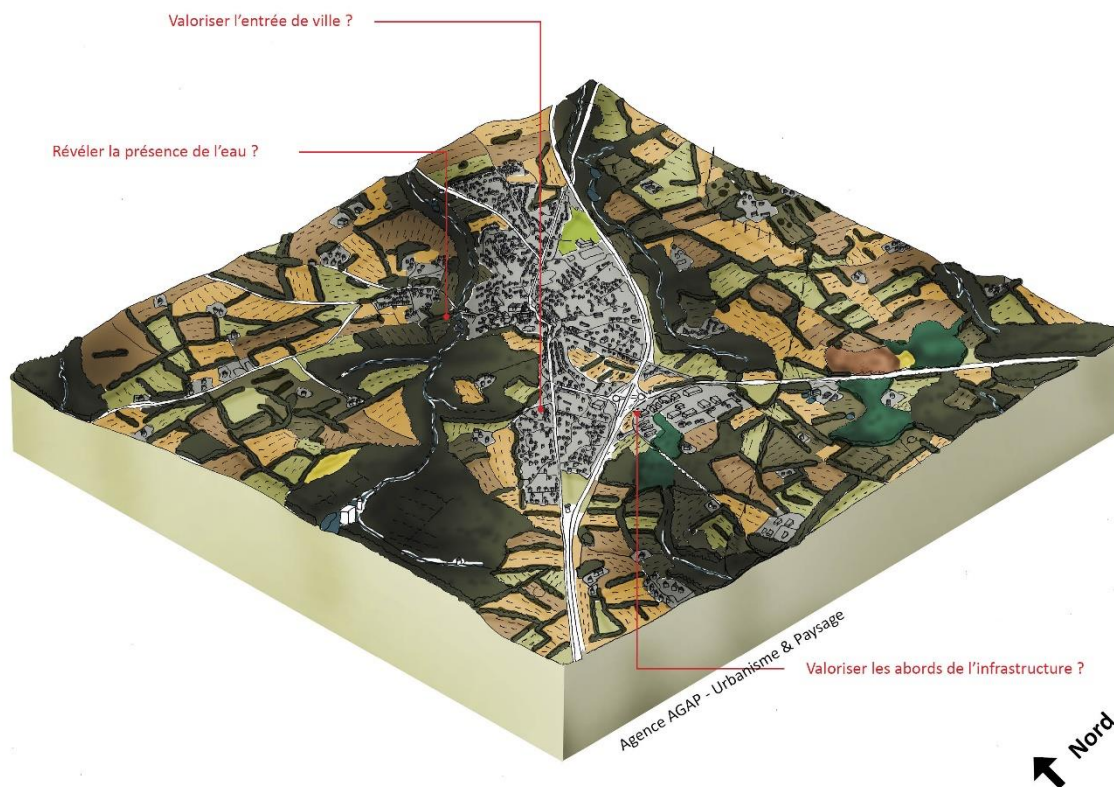 Valoriser l'entrée de ville ?
Révéler la présence de l'eau ?
Valoriser les abords de l'infrastructure ?
Agence AGAP - Urbanisme & Paysage
Nord